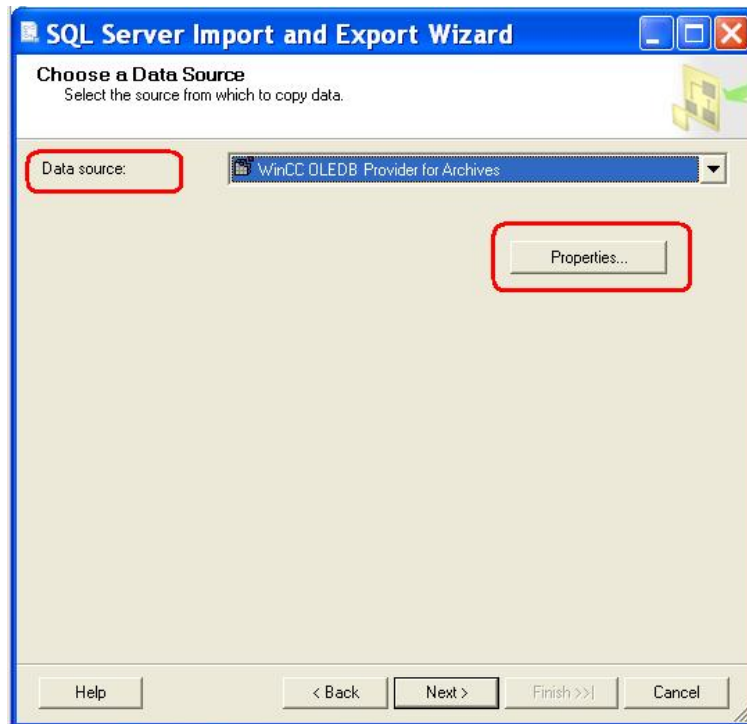 SQL Server Import and Export Wizard
Choose a Data Source
Select the source from which to copy data.
Data source:
WinCC OLEDB Provider for Archives
Properties...
Help
< Back
Next >
Finish >>|
Cancel